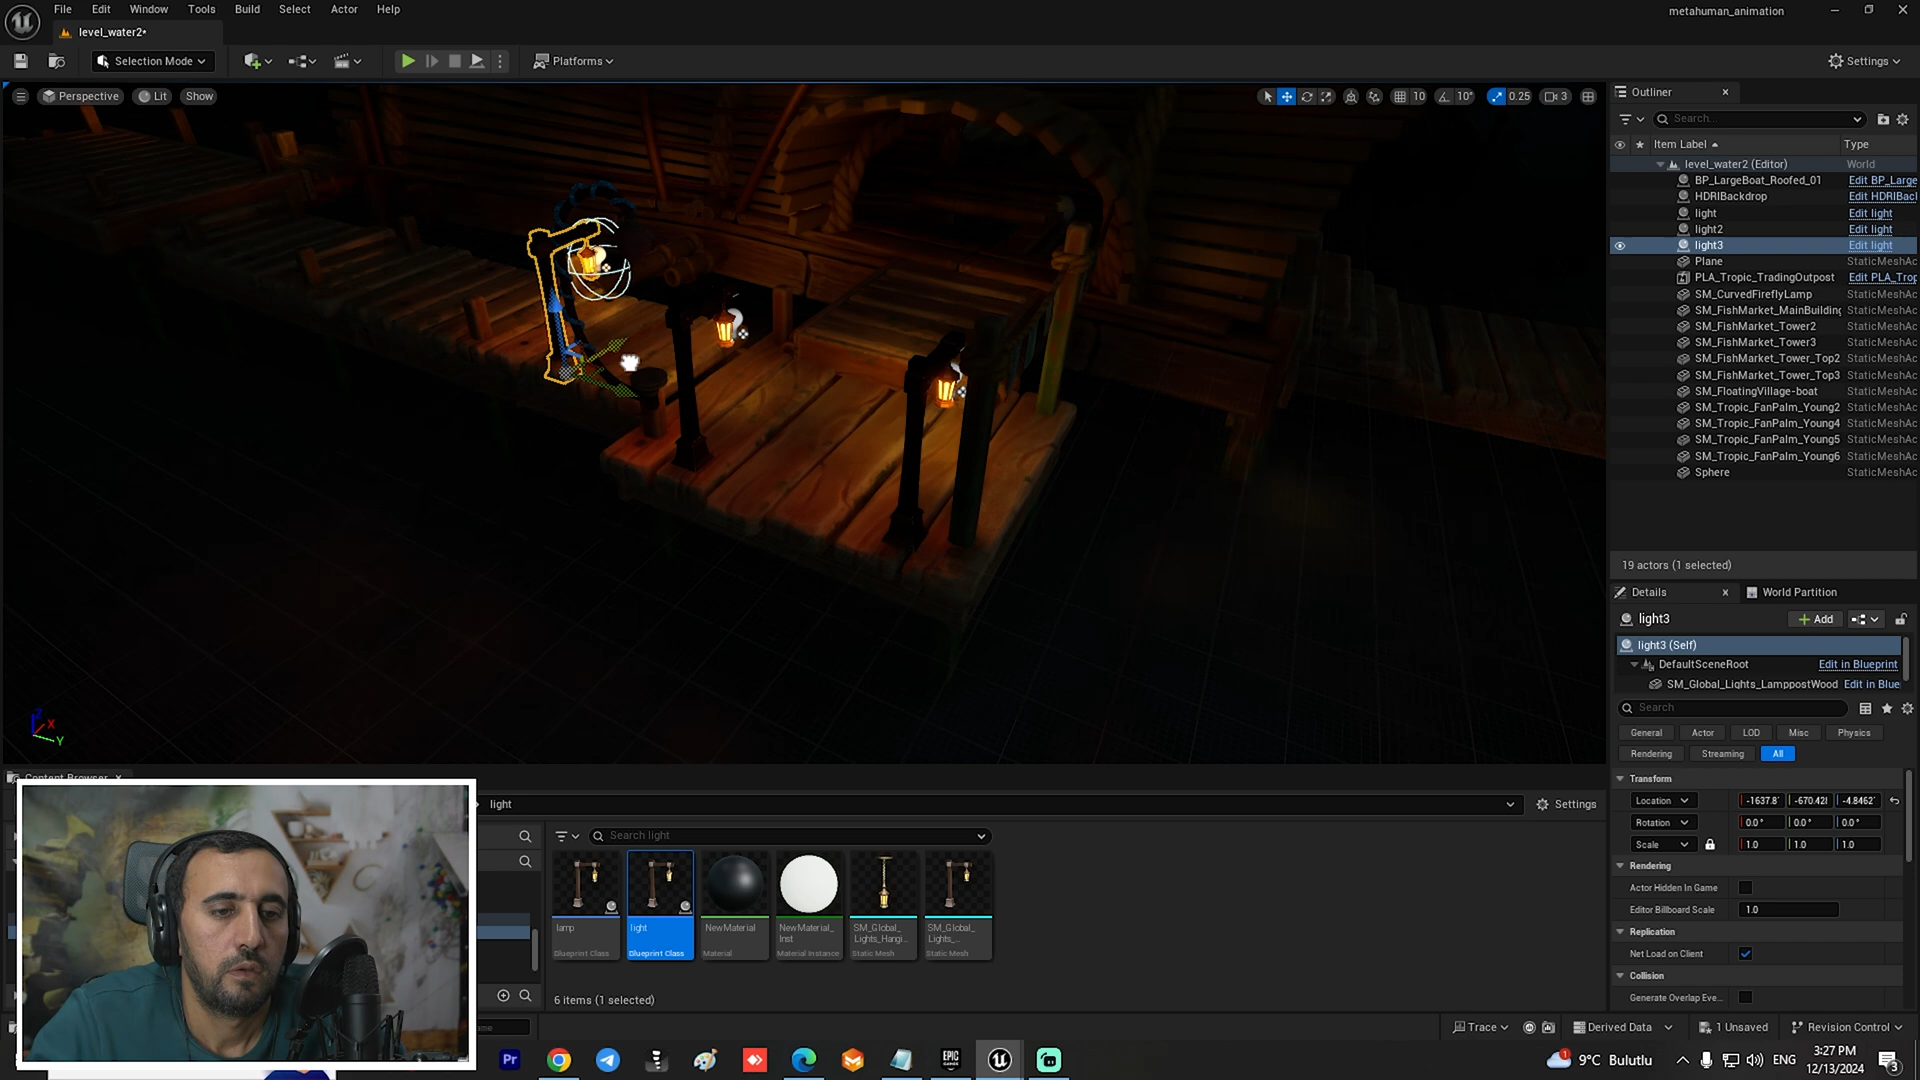 File Edit Window Tools Build Select Actor Help
metahuman_animation
level_water2*
Selection Mode
Platforms
Settings
Perspective
Lit
Show
10
10°
0.25
3
Outliner
Search...
Item Label
Type
level_water2 (Editor)
World
BP_LargeBoat_Roofed_01
Edit BP_Large
HDRIBackdrop
Edit HDRIBac
light
Edit light
light2
Edit light
light3
Edit light
Plane
StaticMeshAc
PLA_Tropic_TradingOutpost
Edit PLA_Trop
SM_CurvedFireflyLamp
StaticMeshAc
SM_FishMarket_MainBuilding
StaticMeshAc
SM_FishMarket_Tower2
StaticMeshAc
SM_FishMarket_Tower3
StaticMeshAc
SM_FishMarket_Tower_Top2
StaticMeshAc
SM_FishMarket_Tower_Top3
StaticMeshAc
SM_FloatingVillage-boat
StaticMeshAc
SM_Tropic_FanPalm_Young2
StaticMeshAc
SM_Tropic_FanPalm_Young4
StaticMeshAc
SM_Tropic_FanPalm_Young5
StaticMeshAc
SM_Tropic_FanPalm_Young6
StaticMeshAc
Sphere
StaticMeshAc
19 actors (1 selected)
Details
World Partition
light3
Add
light3 (Self)
DefaultSceneRoot
Edit in Blueprint
SM_Global_Lights_LamppostWood
Edit in Blue
Search
General
Actor
LOD
Misc
Physics
Rendering
Streaming
All
Transform
Location
-1637.8
-670.428
-4.8462
Rotation
0.0°
0.0°
0.0°
Scale
1.0
1.0
1.0
Rendering
Actor Hidden In Game
Editor Billboard Scale
1.0
Replication
Net Load on Client
Collision
Generate Overlap Eve...
Content Browser
light
Settings
Search light
lamp
Blueprint Class
light
Blueprint Class
NewMaterial
Material
NewMaterial_
Inst
Material Instance
SM_Global_
Lights_Hangi...
Static Mesh
SM_Global_
Lights_...
Static Mesh
6 items (1 selected)
Trace
Derived Data
1 Unsaved
Revision Control
X
Y
Pr
EPIC
GAMES
1
9°C Bulutlu
ENG
3:27 PM
12/13/2024
3